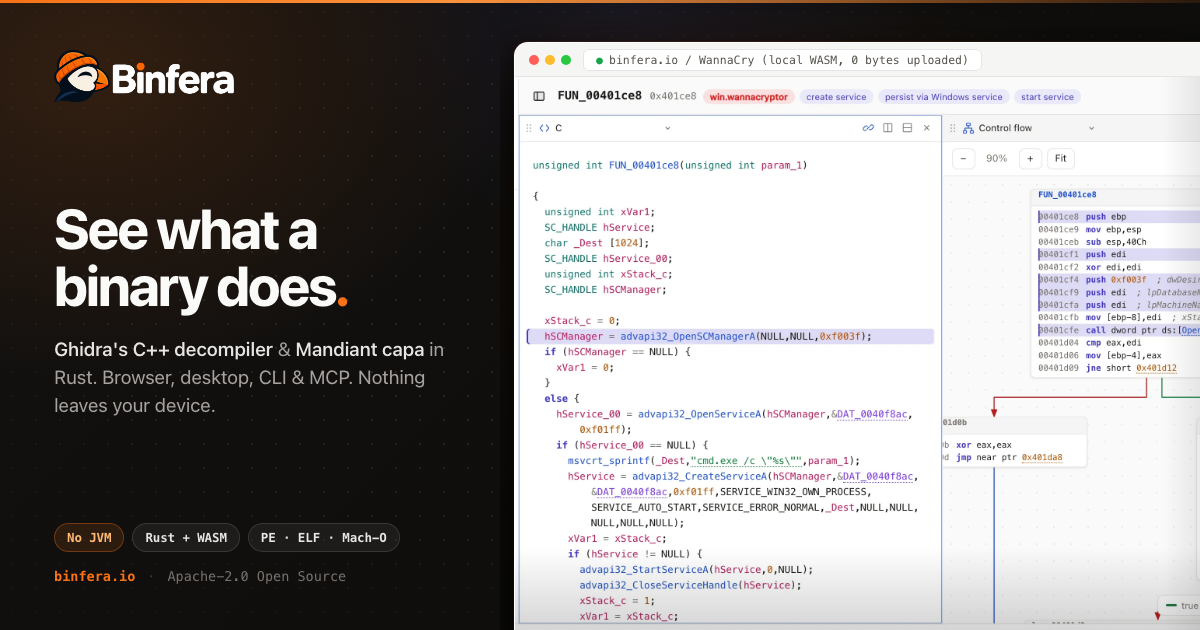 Binfera
See what a
binary does.
Ghidra's C++ decompiler & Mandiant capa in
Rust. Browser, desktop, CLI & MCP. Nothing
leaves your device.
No JVM
Rust + WASM
PE · ELF · Mach-O
binfera.io · Apache-2.0 Open Source
binfera.io / WannaCry (local WASM, 0 bytes uploaded)
FUN_00401ce8 0x401ce8 win.wannacryptor create service persist via Windows service start service
C
unsigned int FUN_00401ce8(unsigned int param_1)
{
unsigned int xVar1;
SC_HANDLE hService;
char _Dest [1024];
SC_HANDLE hService_00;
unsigned int xStack_c;
SC_HANDLE hSCManager;
xStack_c = 0;
hSCManager = advapi32_OpenSCManagerA(NULL,NULL,0xf003f);
if (hSCManager == NULL) {
xVar1 = 0;
}
else {
hService_00 = advapi32_OpenServiceA(hSCManager,&DAT_0040f8ac,
0xf01ff);
if (hService_00 == NULL) {
msvcrt_sprintf(_Dest,"cmd.exe /c \"%s\"",param_1);
hService = advapi32_CreateServiceA(hSCManager,&DAT_0040f8ac,
&DAT_0040f8ac,0xf01ff,SERVICE_WIN32_OWN_PROCESS,
SERVICE_AUTO_START,SERVICE_ERROR_NORMAL,_Dest,NULL,NULL,
NULL,NULL,NULL);
xVar1 = xStack_c;
if (hService != NULL) {
advapi32_StartServiceA(hService,0,NULL);
advapi32_CloseServiceHandle(hService);
xStack_c = 1;
xVar1 = xStack_c;
Control flow
− 90% + Fit
FUN_00401ce8
00401ce8 push ebp
00401ce9 mov ebp,esp
00401ceb sub esp,40Ch
00401cf1 push edi
00401cf2 xor edi,edi
00401cf4 push 0xf003f ; dwDesir
00401cf9 push edi ; lpDatabaseN
00401cfa push edi ; lpMachineNa
00401cfb mov [ebp-8],edi ; xSta
00401cfe call dword ptr ds:[Open
00401d04 cmp eax,edi
00401d06 mov [ebp-4],eax
00401d09 jne short 0x401d12
01d0b
b xor eax,eax
d jmp near ptr 0x401da8
true